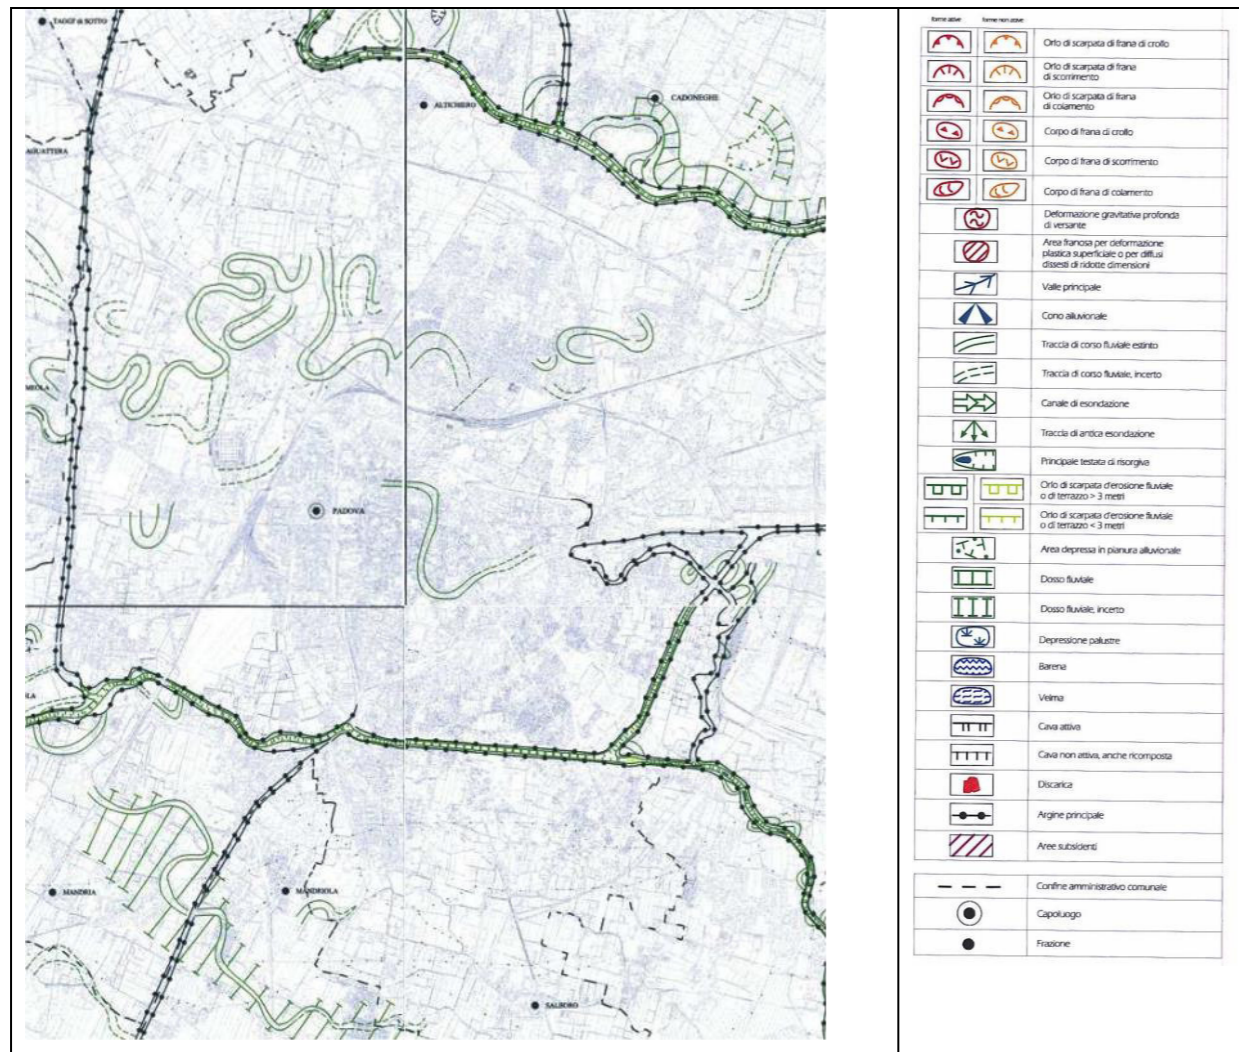 TAGGÌ di SOTTO
ALTICHIERO
CADONEGHE
PADOVA
MANDRIA
MANDRIOLA
SALBORO
forme attive
forme non attive
Orlo di scarpata di frana di crollo
Orlo di scarpata di frana
di scorrimento
Orlo di scarpata di frana
di colamento
Corpo di frana di crollo
Corpo di frana di scorrimento
Corpo di frana di colamento
Deformazione gravitativa profonda
di versante
Area franosa per deformazione
plastica superficiale o per diffusi
dissesti di ridotte dimensioni
Valle principale
Cono alluvionale
Traccia di corso fluviale estinto
Traccia di corso fluviale, incerto
Canale di esondazione
Traccia di antica esondazione
Principale testata di risorgiva
Orlo di scarpata d'erosione fluviale
o di terrazzo > 3 metri
Orlo di scarpata d'erosione fluviale
o di terrazzo < 3 metri
Area depressa in pianura alluvionale
Dosso fluviale
Dosso fluviale, incerto
Depressione palustre
Barena
Velma
Cava attiva
Cava non attiva, anche ricomposta
Discarica
Argine principale
Aree subsidenti
Confine amministrativo comunale
Capoluogo
Frazione